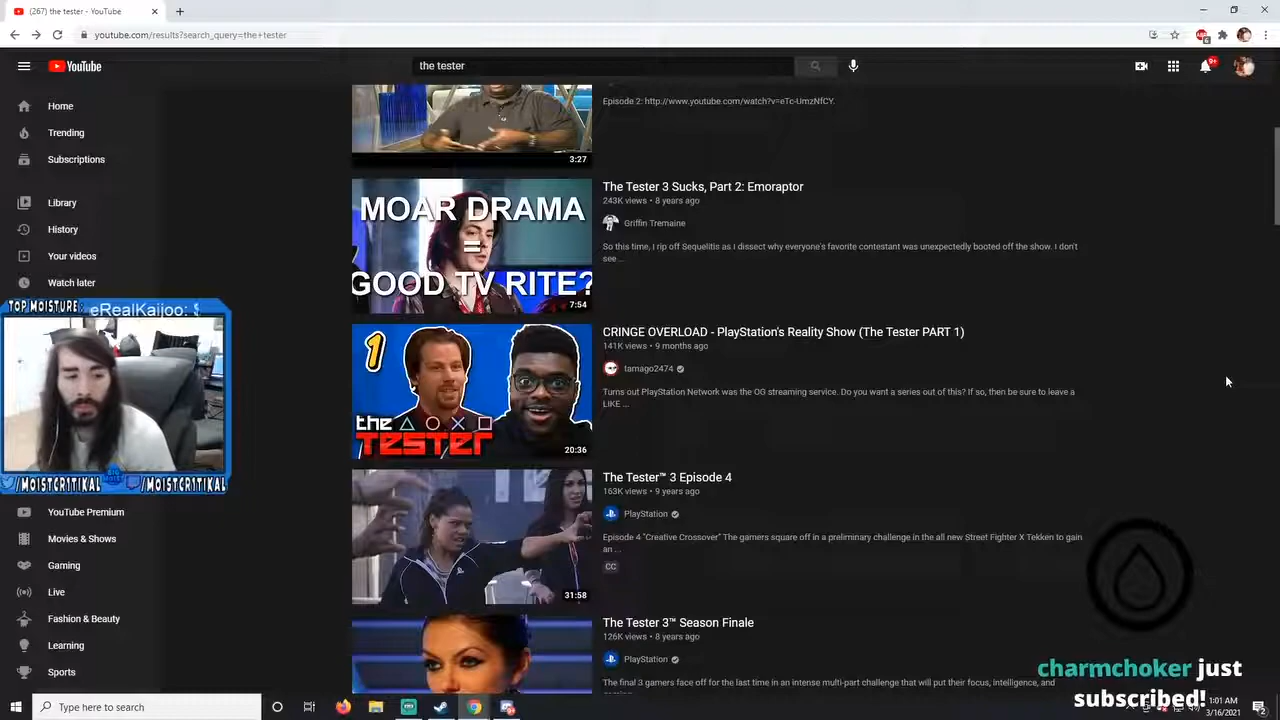 (267) the tester - YouTube
youtube.com/results?search_query=the+tester
YouTube
the tester
9+
Home
Trending
Subscriptions
Library
History
Your videos
Watch later
YouTube Premium
Movies & Shows
Gaming
Live
Fashion & Beauty
Learning
Sports
TOP MOISTURE:
eRealKaijoo:
/MOISTCR1TIKAL
/MOISTCR1TIKAL
Episode 2: http://www.youtube.com/watch?v=eTc-UmzNfCY.
3:27
MOAR DRAMA
=
GOOD TV RITE?
7:54
The Tester 3 Sucks, Part 2: Emoraptor
243K views • 8 years ago
Griffin Tremaine
So this time, I rip off Sequelitis as I dissect why everyone's favorite contestant was unexpectedly booted off the show. I don't
see ...
1
the
TESTER
20:36
CRINGE OVERLOAD - PlayStation's Reality Show (The Tester PART 1)
141K views • 9 months ago
tamago2474
Turns out PlayStation Network was the OG streaming service. Do you want a series out of this? If so, then be sure to leave a
LIKE ...
31:58
The Tester™ 3 Episode 4
163K views • 9 years ago
PlayStation
Episode 4 "Creative Crossover" The gamers square off in a preliminary challenge in the all new Street Fighter X Tekken to gain
an ...
CC
The Tester 3™ Season Finale
126K views • 8 years ago
PlayStation
The final 3 gamers face off for the last time in an intense multi-part challenge that will put their focus, intelligence, and
charmchoker just
subscribed!
Type here to search
1:01 AM
3/16/2021
2